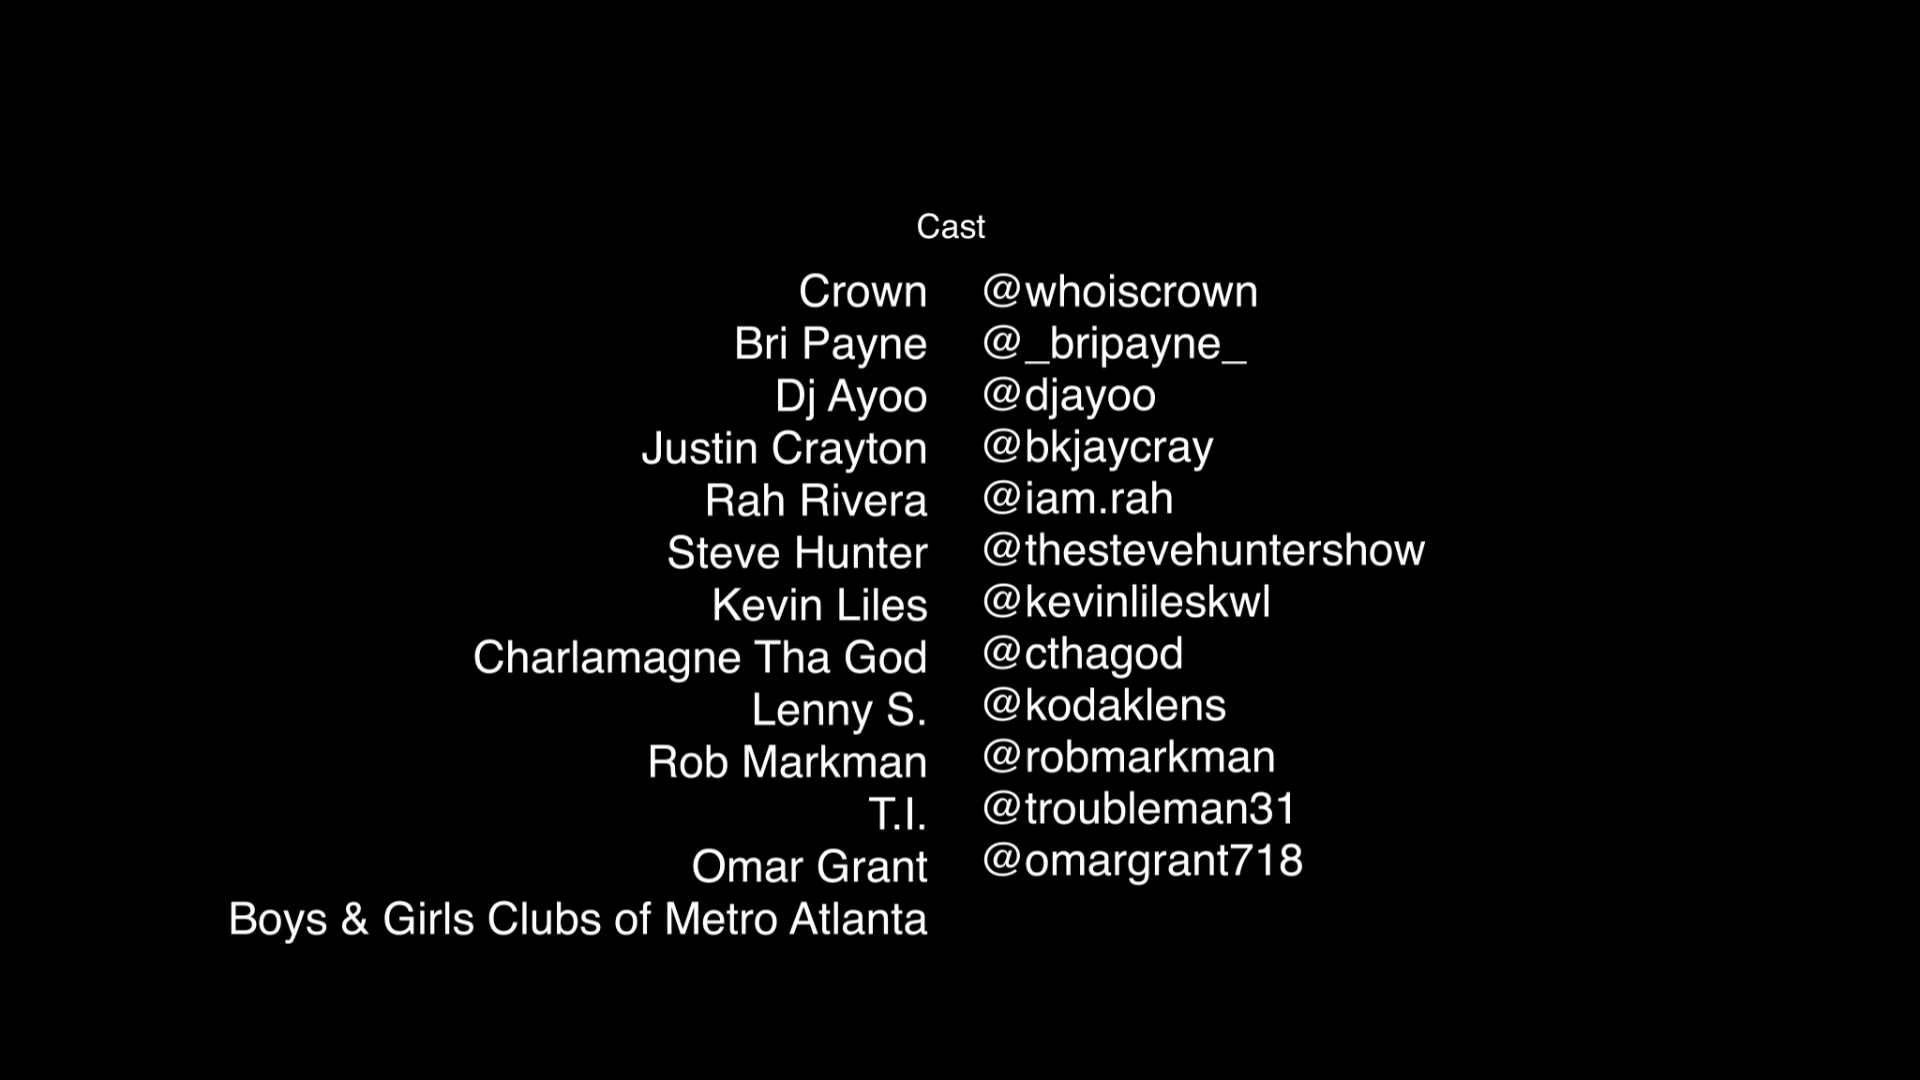 Cast
Crown @whoiscrown
Bri Payne @_bripayne_
Dj Ayoo @djayoo
Justin Crayton @bkjaycray
Rah Rivera @iam.rah
Steve Hunter @thestevehuntershow
Kevin Liles @kevinlileskwl
Charlamagne Tha God @cthagod
Lenny S. @kodaklens
Rob Markman @robmarkman
T.I. @troubleman31
Omar Grant @omargrant718
Boys & Girls Clubs of Metro Atlanta